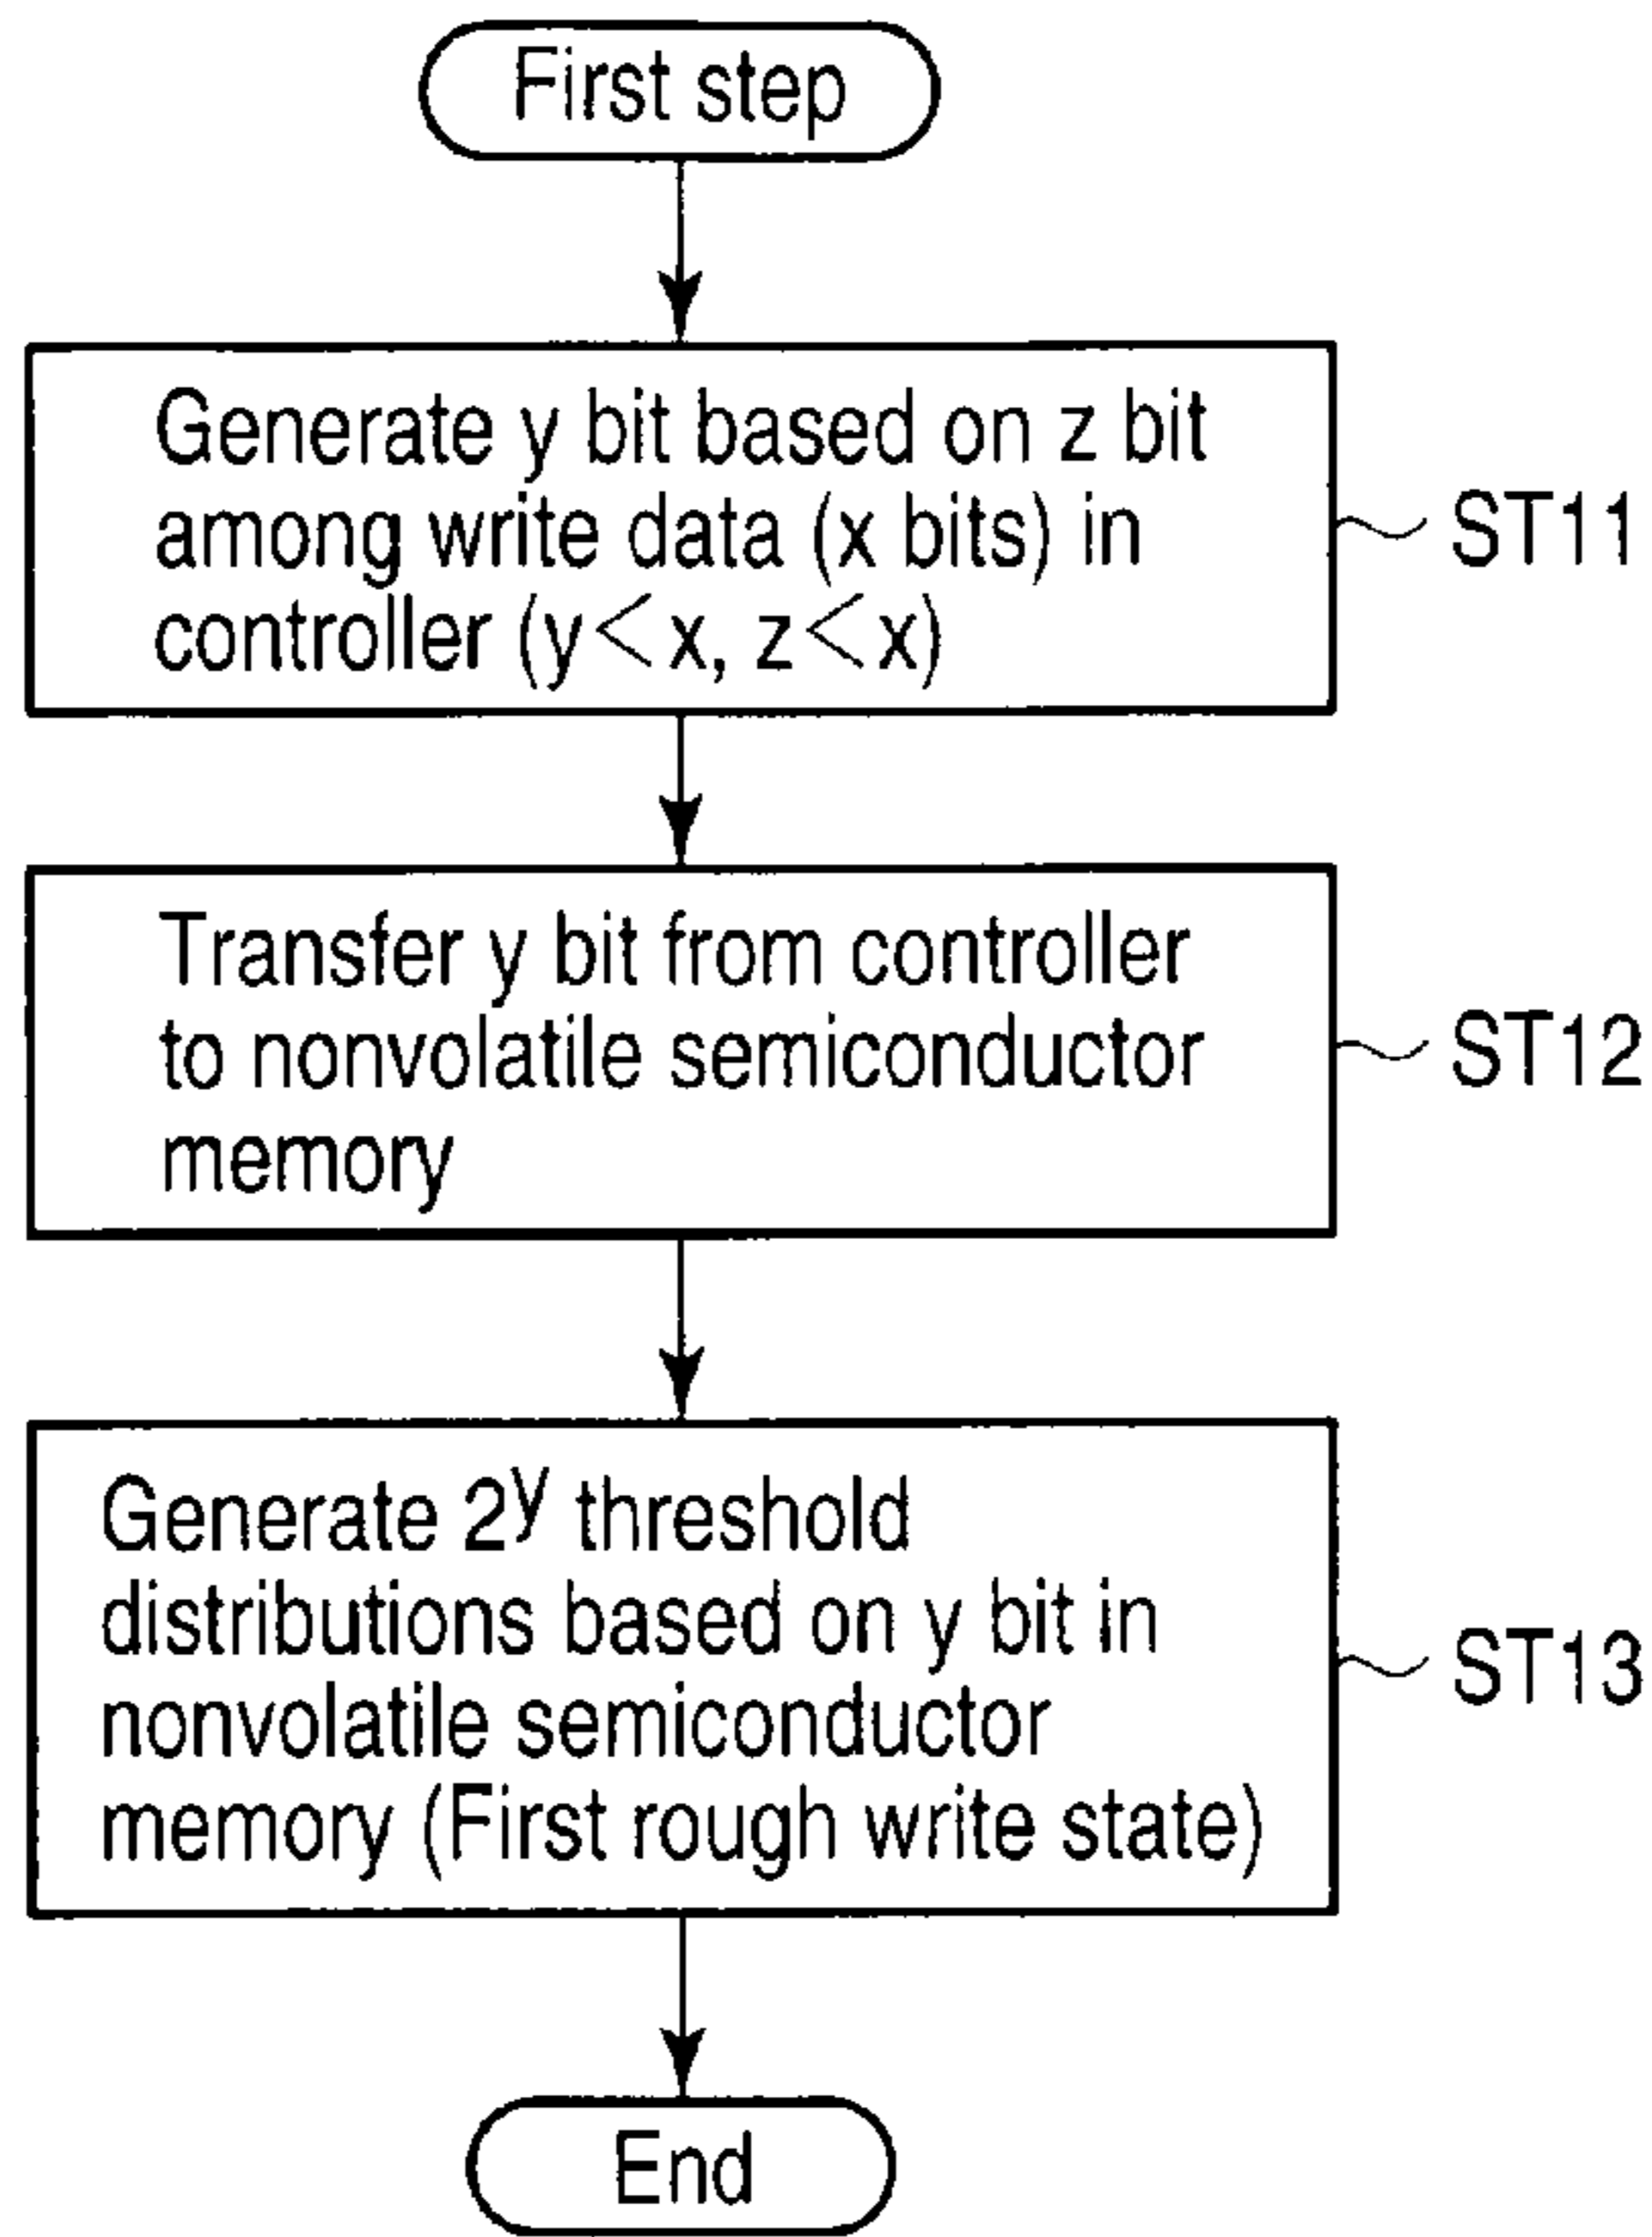 First step
Generate y bit based on z bit
among write data (x bits) in
controller (y<x, z<x)
ST11
Transfer y bit from controller
to nonvolatile semiconductor
memory
ST12
Generate 2^y threshold
distributions based on y bit in
nonvolatile semiconductor
memory (First rough write state)
ST13
End